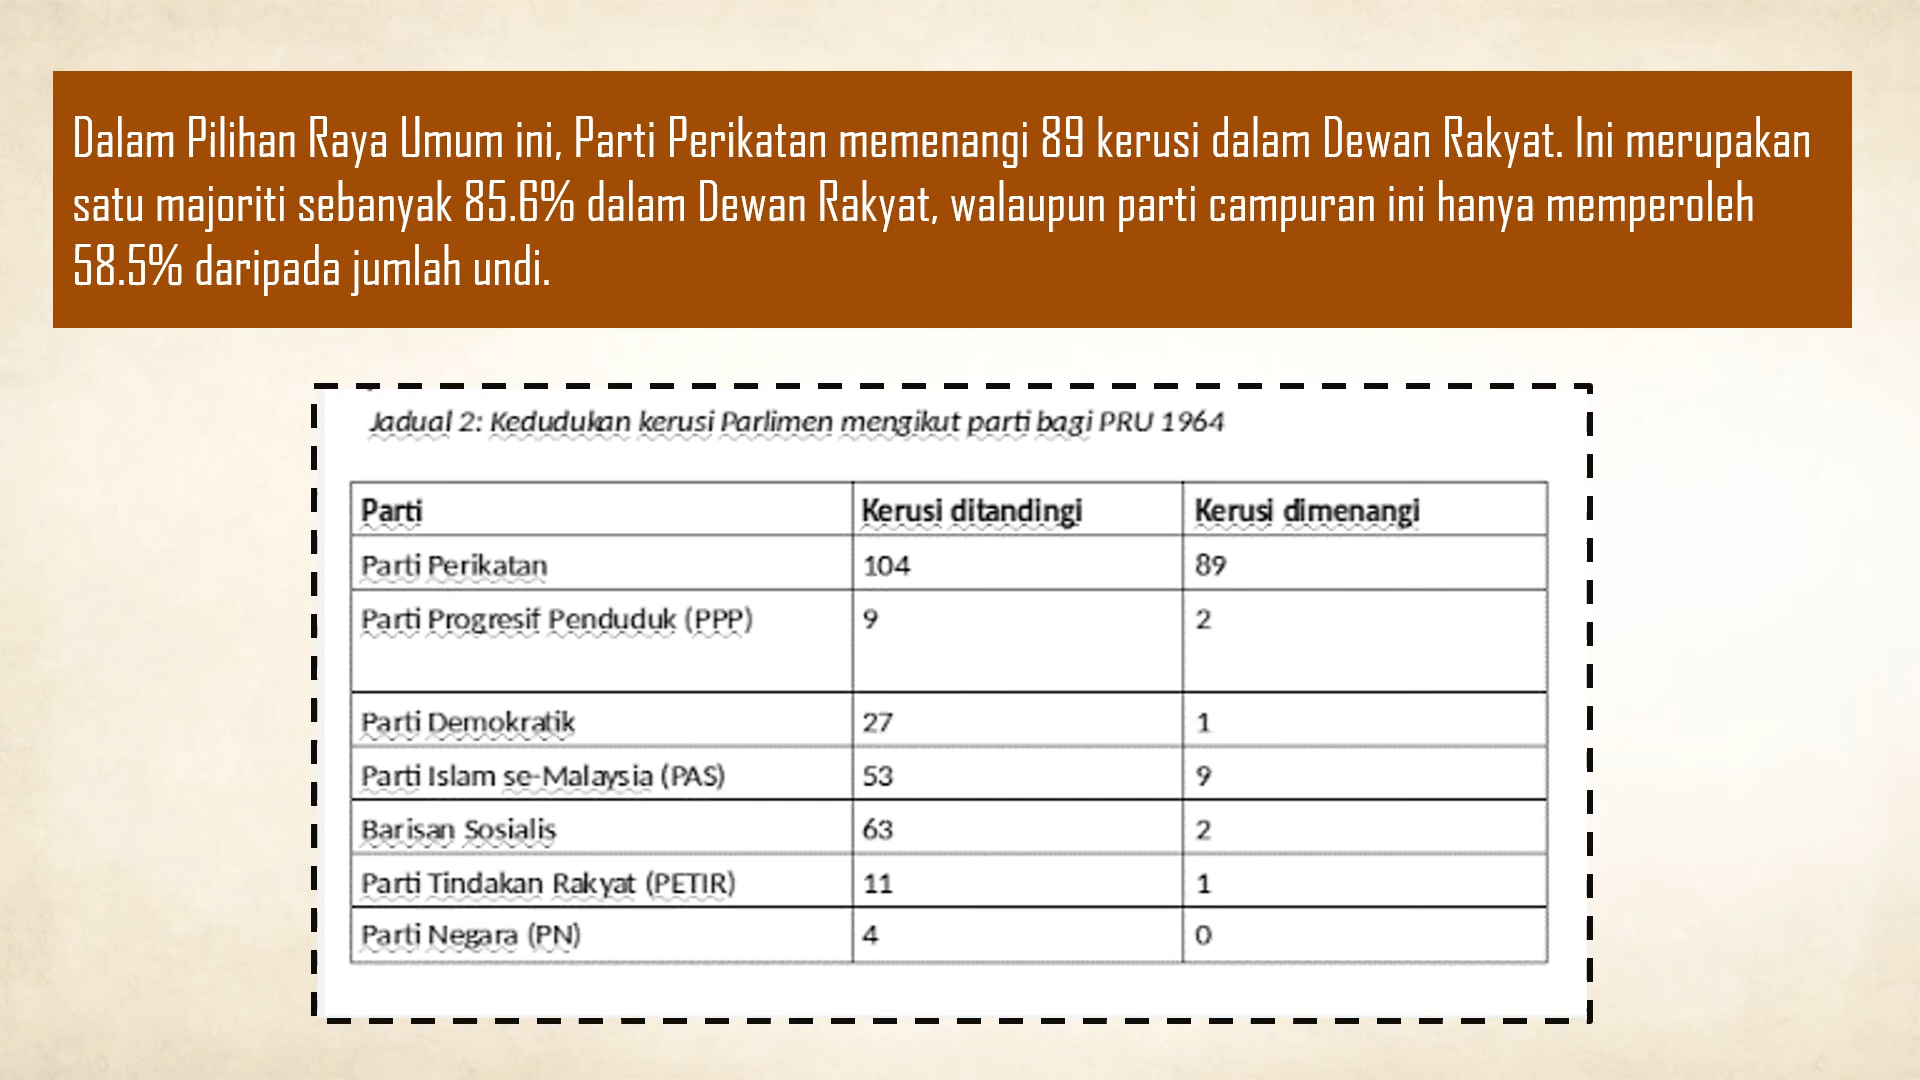 Dalam Pilihan Raya Umum ini, Parti Perikatan memenangi 89 kerusi dalam Dewan Rakyat. Ini merupakan
satu majoriti sebanyak 85.6% dalam Dewan Rakyat, walaupun parti campuran ini hanya memperoleh
58.5% daripada jumlah undi.
Jadual 2: Kedudukan kerusi Parlimen mengikut parti bagi PRU 1964
Parti Kerusi ditandingi Kerusi dimenangi
Parti Perikatan 104 89
Parti Progresif Penduduk (PPP) 9 2
Parti Demokratik 27 1
Parti Islam se-Malaysia (PAS) 53 9
Barisan Sosialis 63 2
Parti Tindakan Rakyat (PETIR) 11 1
Parti Negara (PN) 4 0